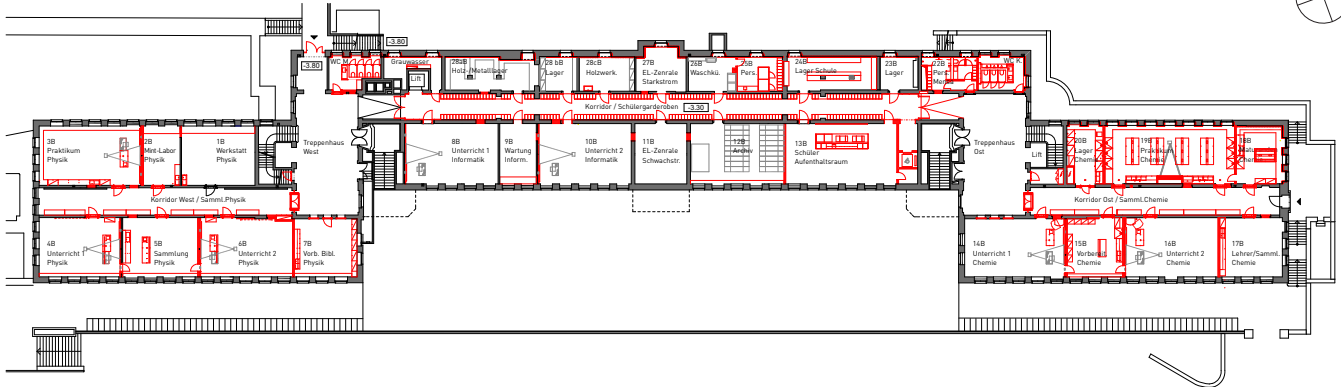 -3.80
-3.80
WC M.
Grauwasser
Lift
28aB
Holz-/Metalllager
28 bB
Lager
28cB
Holzwerk.
27B
EL-Zenrale
Starkstrom
26B
Waschkü.
25B
Pers.
24B
Lager Schule
23B
Lager
22B
Pers.
WC K.
Korridor / Schülergarderoben
-3.30
3B
Praktikum
Physik
2B
Mint-Labor
Physik
1B
Werkstatt
Physik
Treppenhaus
West
8B
Unterricht 1
Informatik
9B
Wartung
Inform.
10B
Unterricht 2
Informatik
11B
EL-Zenrale
Schwachstr.
12B
Archiv
13B
Schüler
Aufenthaltsraum
Treppenhaus
Ost
Lift
20B
Lager
Chemie
19B
Praktikum
Chemie
18B
Korridor West / Samml.Physik
Korridor Ost / Samml.Chemie
4B
Unterricht 1
Physik
5B
Sammlung
Physik
6B
Unterricht 2
Physik
7B
Vorb. Bibl.
Physik
14B
Unterricht 1
Chemie
15B
Vorbereit.
Chemie
16B
Unterricht 2
Chemie
17B
Lehrer/Samml.
Chemie